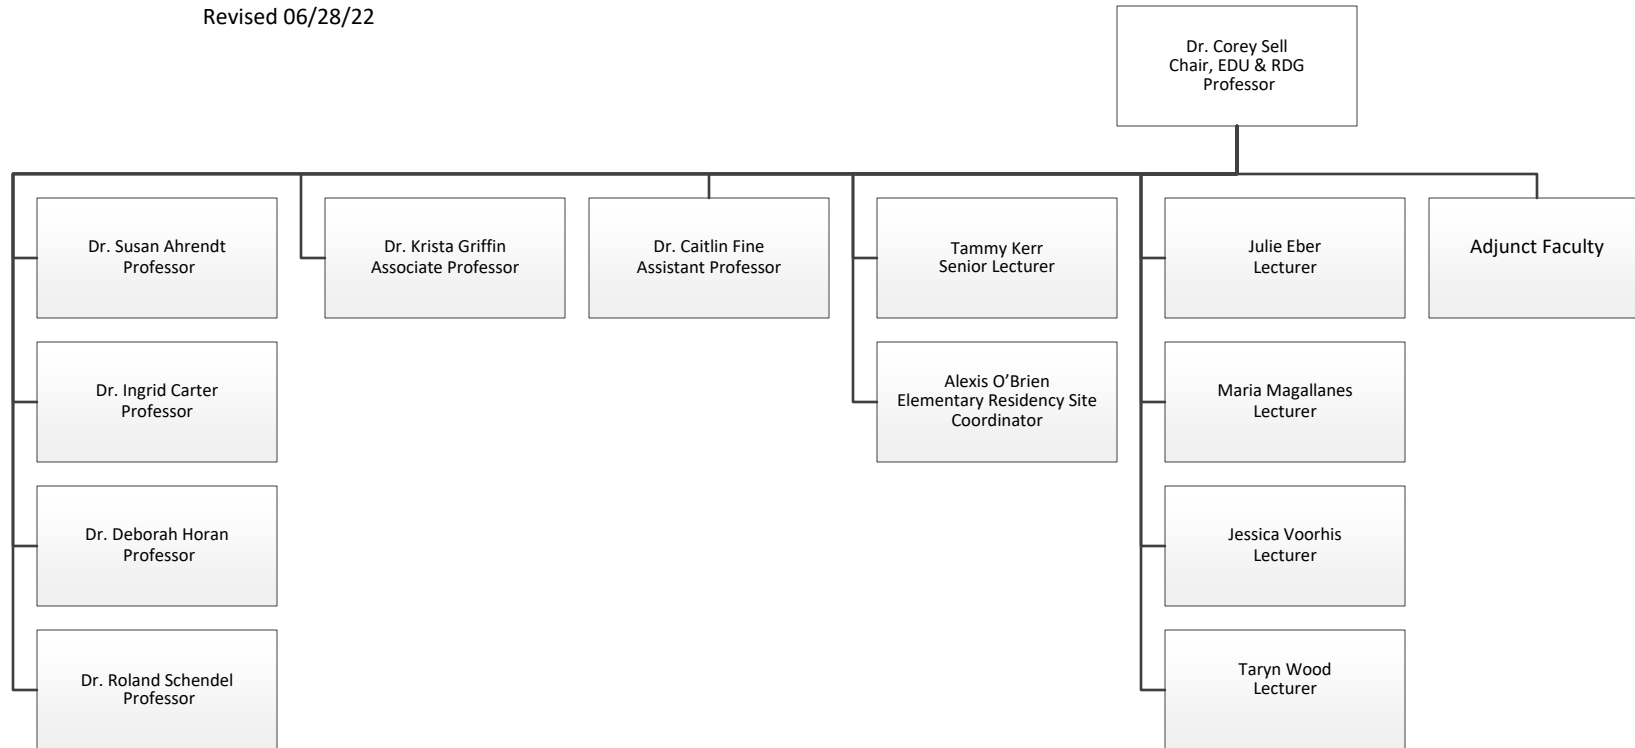 Revised 06/28/22
Dr. Corey Sell
Chair, EDU & RDG
Professor
Dr. Susan Ahrendt
Professor
Dr. Krista Griffin
Associate Professor
Dr. Caitlin Fine
Assistant Professor
Tammy Kerr
Senior Lecturer
Julie Eber
Lecturer
Adjunct Faculty
Dr. Ingrid Carter
Professor
Alexis O’Brien
Elementary Residency Site
Coordinator
Maria Magallanes
Lecturer
Dr. Deborah Horan
Professor
Jessica Voorhis
Lecturer
Dr. Roland Schendel
Professor
Taryn Wood
Lecturer